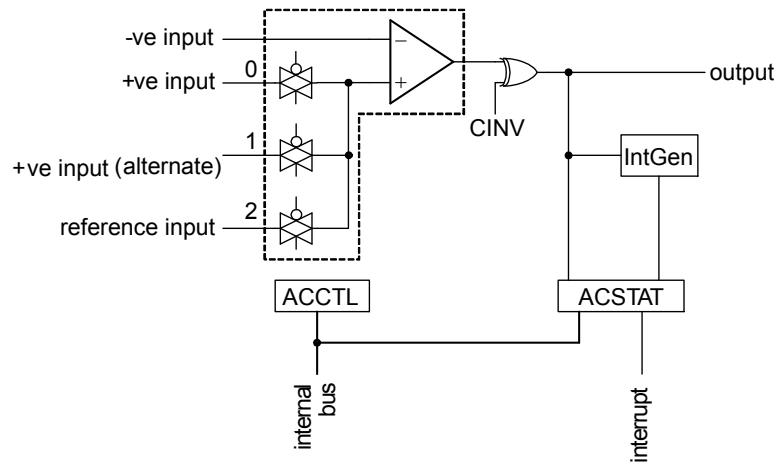 -ve input
+ve input
0
output
CINV
1
+ve input (alternate)
IntGen
2
reference input
ACCTL
ACSTAT
internal
bus
interrupt